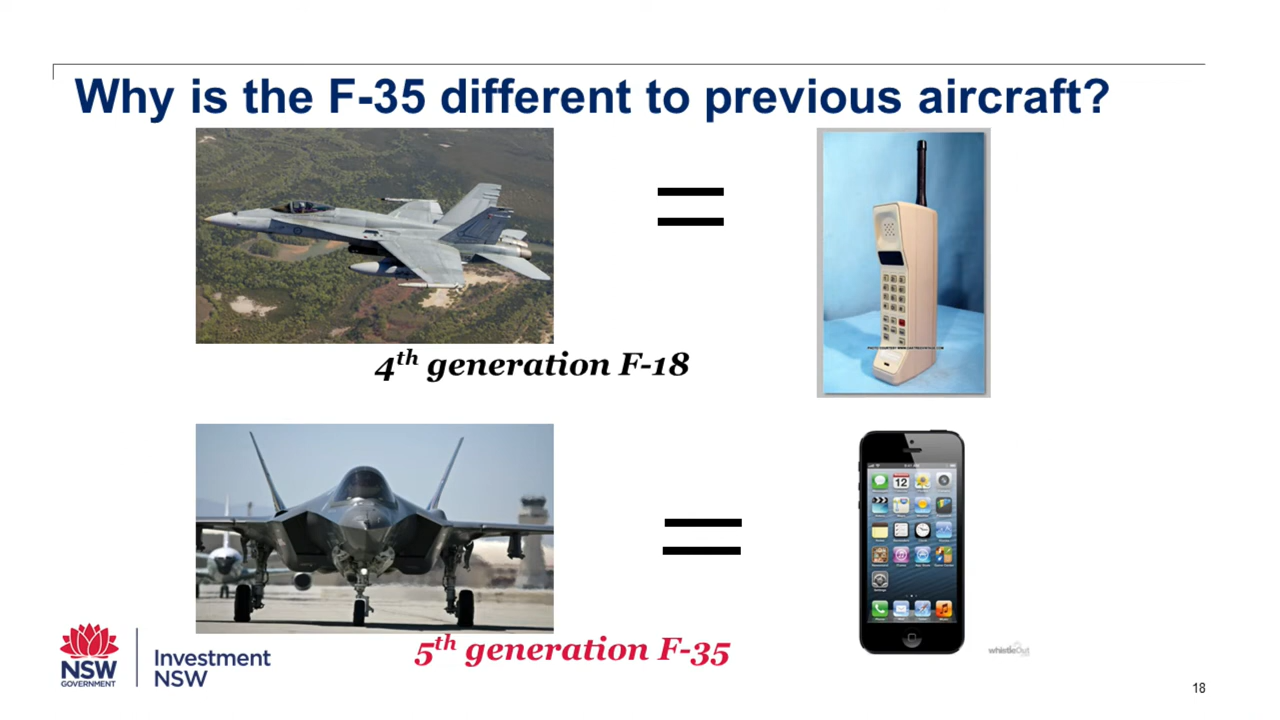 Why is the F-35 different to previous aircraft?
4th generation F-18
5th generation F-35
whistleOut
NSW
GOVERNMENT
Investment
NSW
18